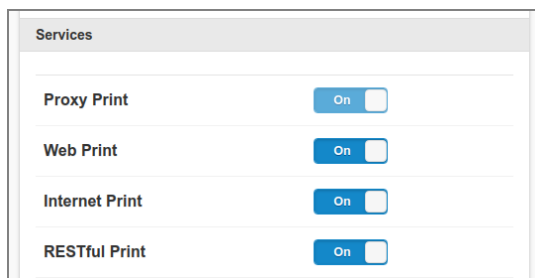 Services
Proxy Print On
Web Print On
Internet Print On
RESTful Print On